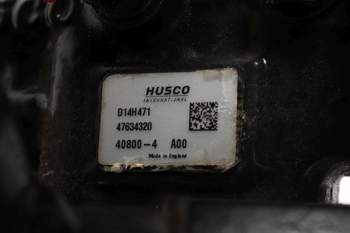 HUSCO
INTERNATIONAL
D14H471
47634320
40800-4 A00
Made in England